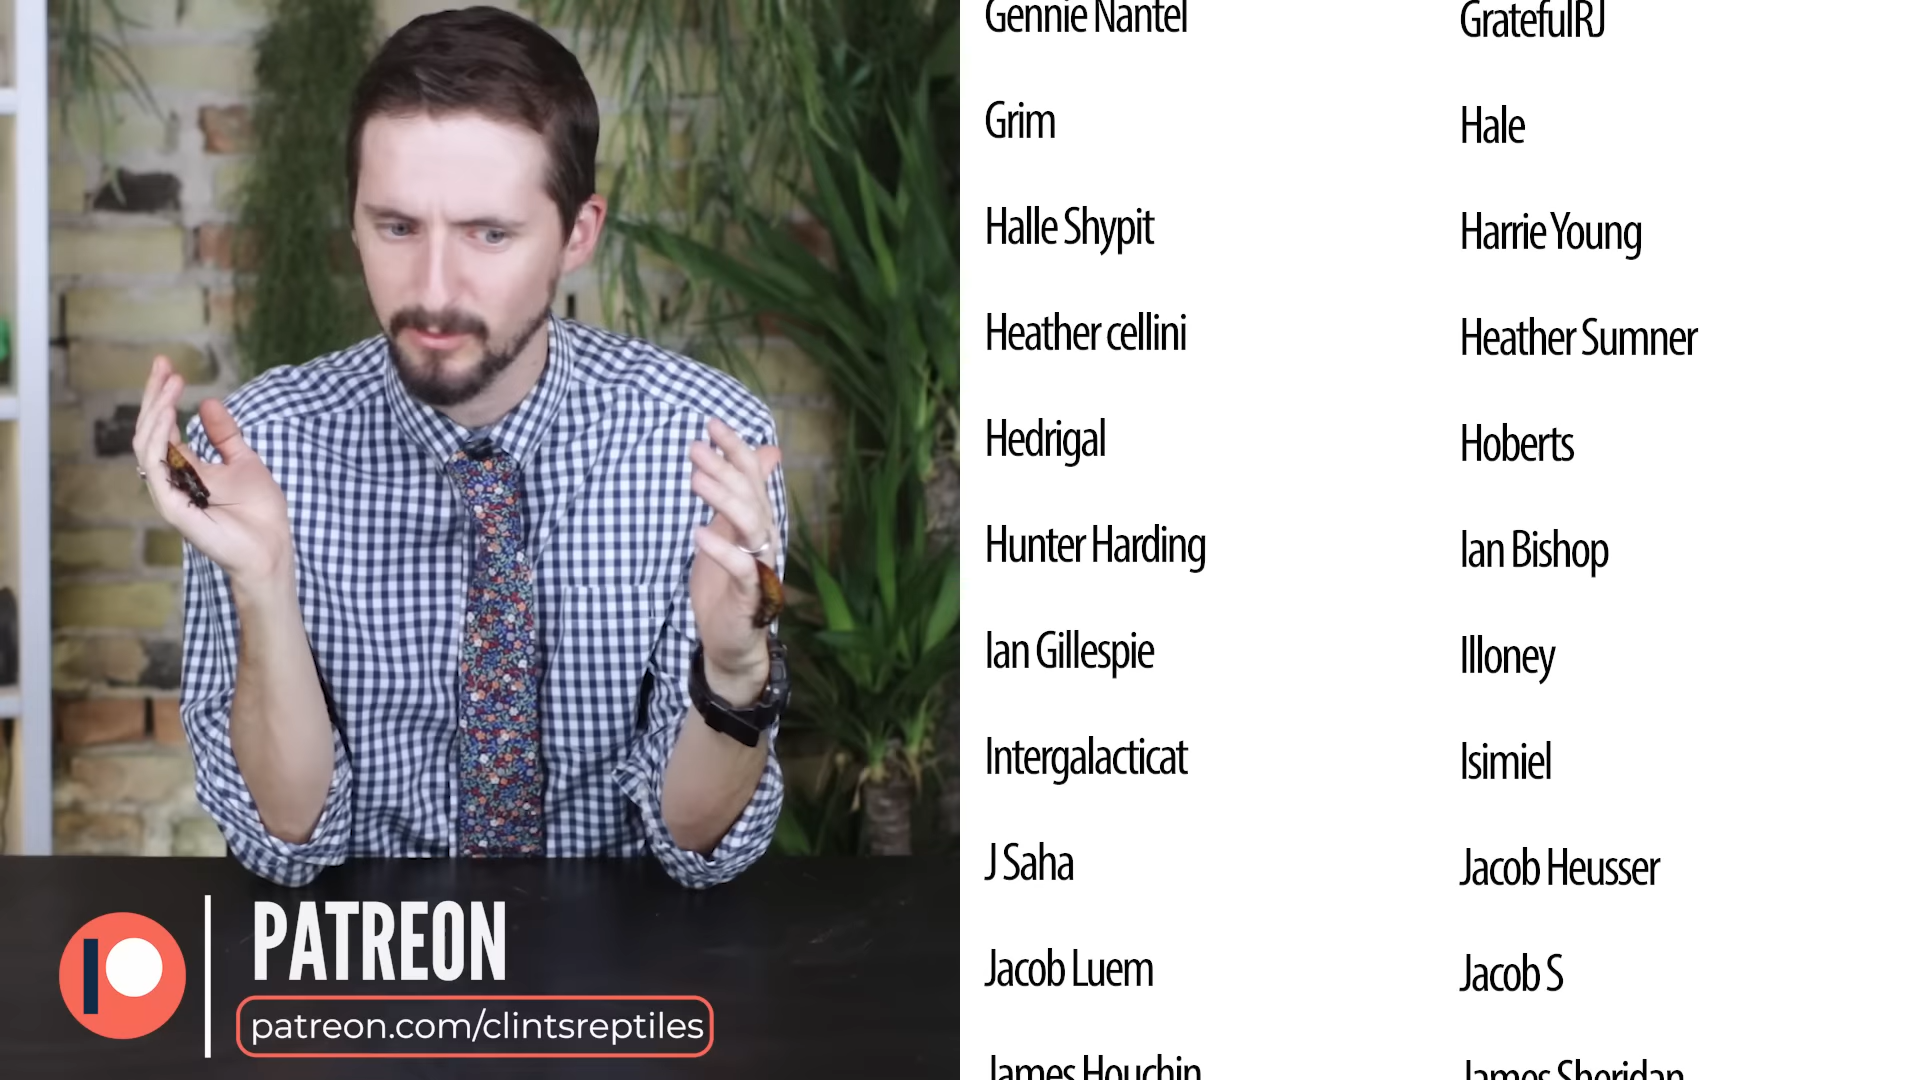 Gennie Nantel
GratefulRJ
Grim
Hale
Halle Shypit
Harrie Young
Heather cellini
Heather Sumner
Hedrigal
Hoberts
Hunter Harding
Ian Bishop
Ian Gillespie
Illoney
Intergalacticat
Isimiel
J Saha
Jacob Heusser
Jacob Luem
Jacob S
James Houchin
James Sheridan
PATREON
patreon.com/clintsreptiles